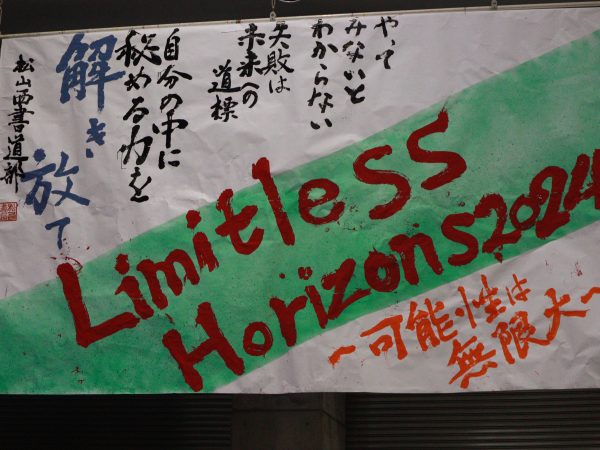 やって
みないと
わからない
失敗は
未来への
道標
自分の中に
秘める力を
解き
放て
松山西書道部
Limitless
Horizons2024
～可能性は
無限大～